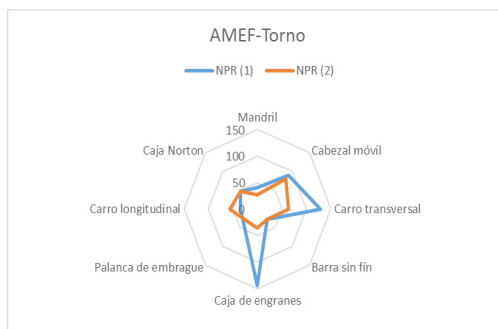 AMEF-Torno
NPR (1) NPR (2)
Mandril
150
Caja Norton
Cabezal móvil
100
50
Carro longitudinal
0
Carro transversal
Palanca de embrague
Barra sin fín
Caja de engranes